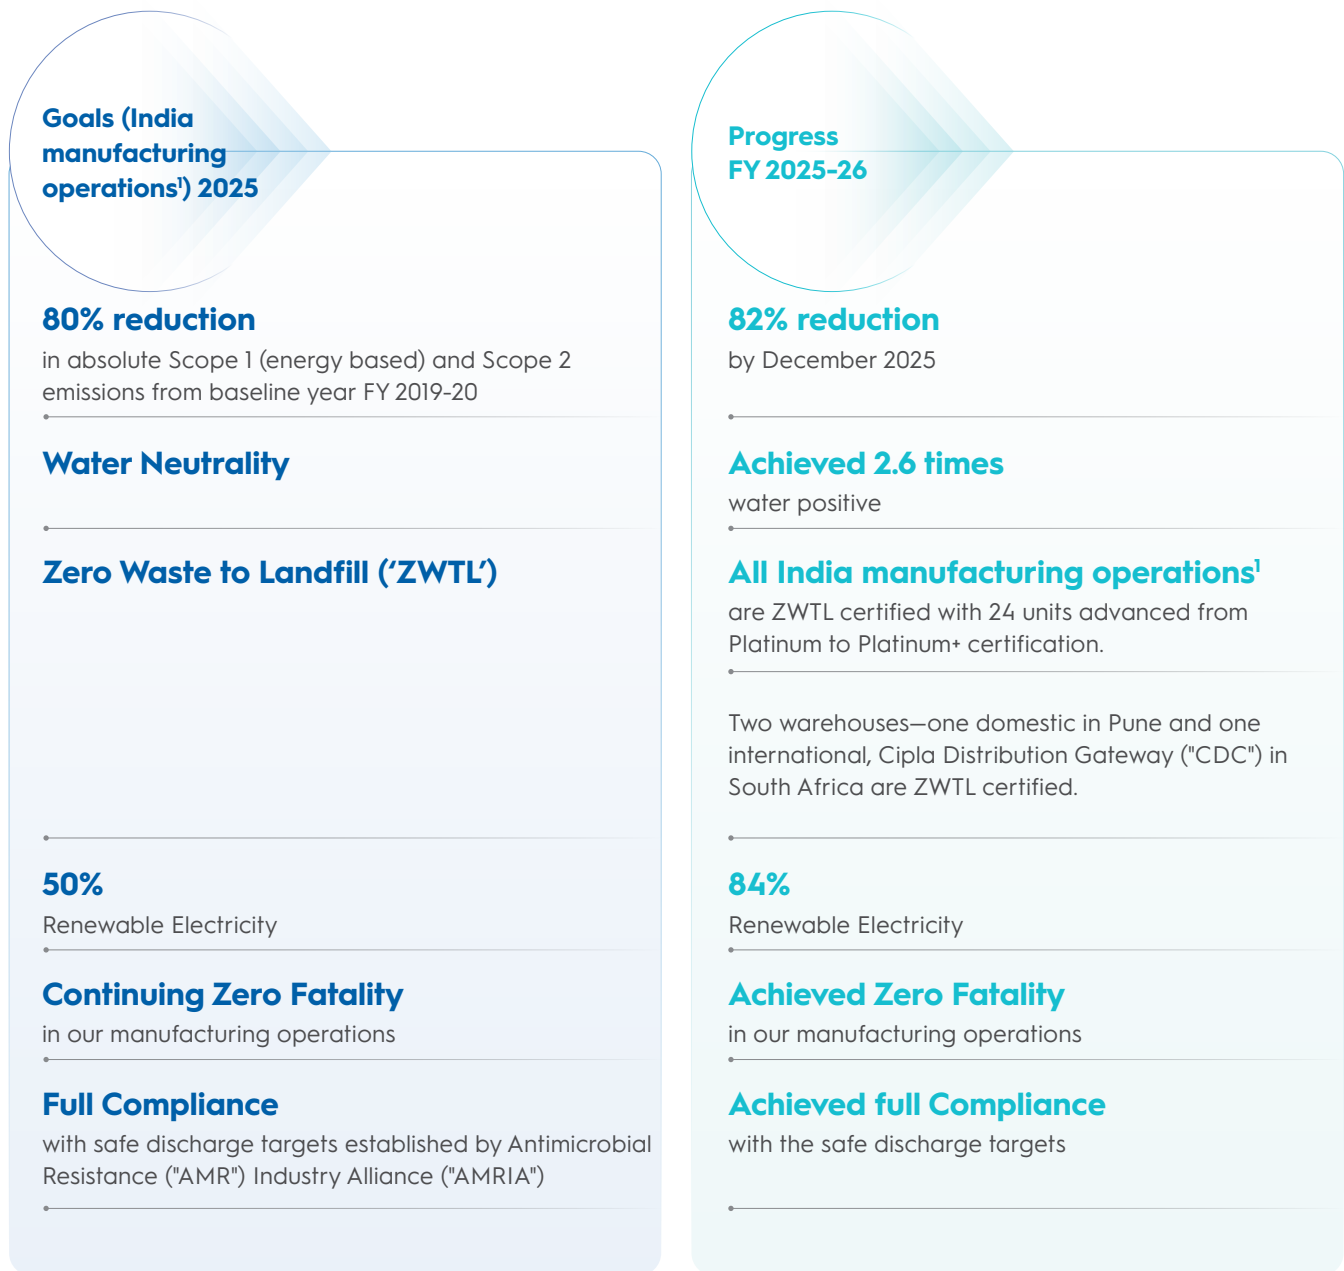 Goals (India
manufacturing
operations¹) 2025
80% reduction
in absolute Scope 1 (energy based) and Scope 2
emissions from baseline year FY 2019-20
Water Neutrality
Zero Waste to Landfill (‘ZWTL’)
50%
Renewable Electricity
Continuing Zero Fatality
in our manufacturing operations
Full Compliance
with safe discharge targets established by Antimicrobial
Resistance ("AMR") Industry Alliance ("AMRIA")
Progress
FY 2025-26
82% reduction
by December 2025
Achieved 2.6 times
water positive
All India manufacturing operations¹
are ZWTL certified with 24 units advanced from
Platinum to Platinum+ certification.
Two warehouses—one domestic in Pune and one
international, Cipla Distribution Gateway ("CDC") in
South Africa are ZWTL certified.
84%
Renewable Electricity
Achieved Zero Fatality
in our manufacturing operations
Achieved full Compliance
with the safe discharge targets